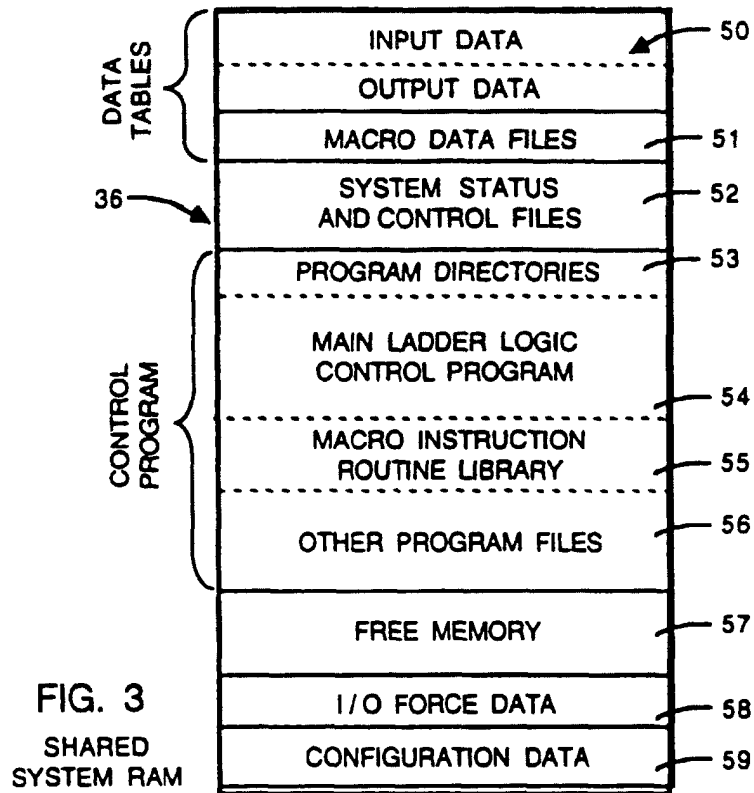 INPUT DATA
50
OUTPUT DATA
DATA
TABLES
MACRO DATA FILES
51
SYSTEM STATUS
AND CONTROL FILES
52
36
PROGRAM DIRECTORIES
53
MAIN LADDER LOGIC
CONTROL PROGRAM
54
CONTROL
PROGRAM
MACRO INSTRUCTION
ROUTINE LIBRARY
55
OTHER PROGRAM FILES
56
FREE MEMORY
57
I/O FORCE DATA
58
CONFIGURATION DATA
59
FIG. 3
SHARED
SYSTEM RAM